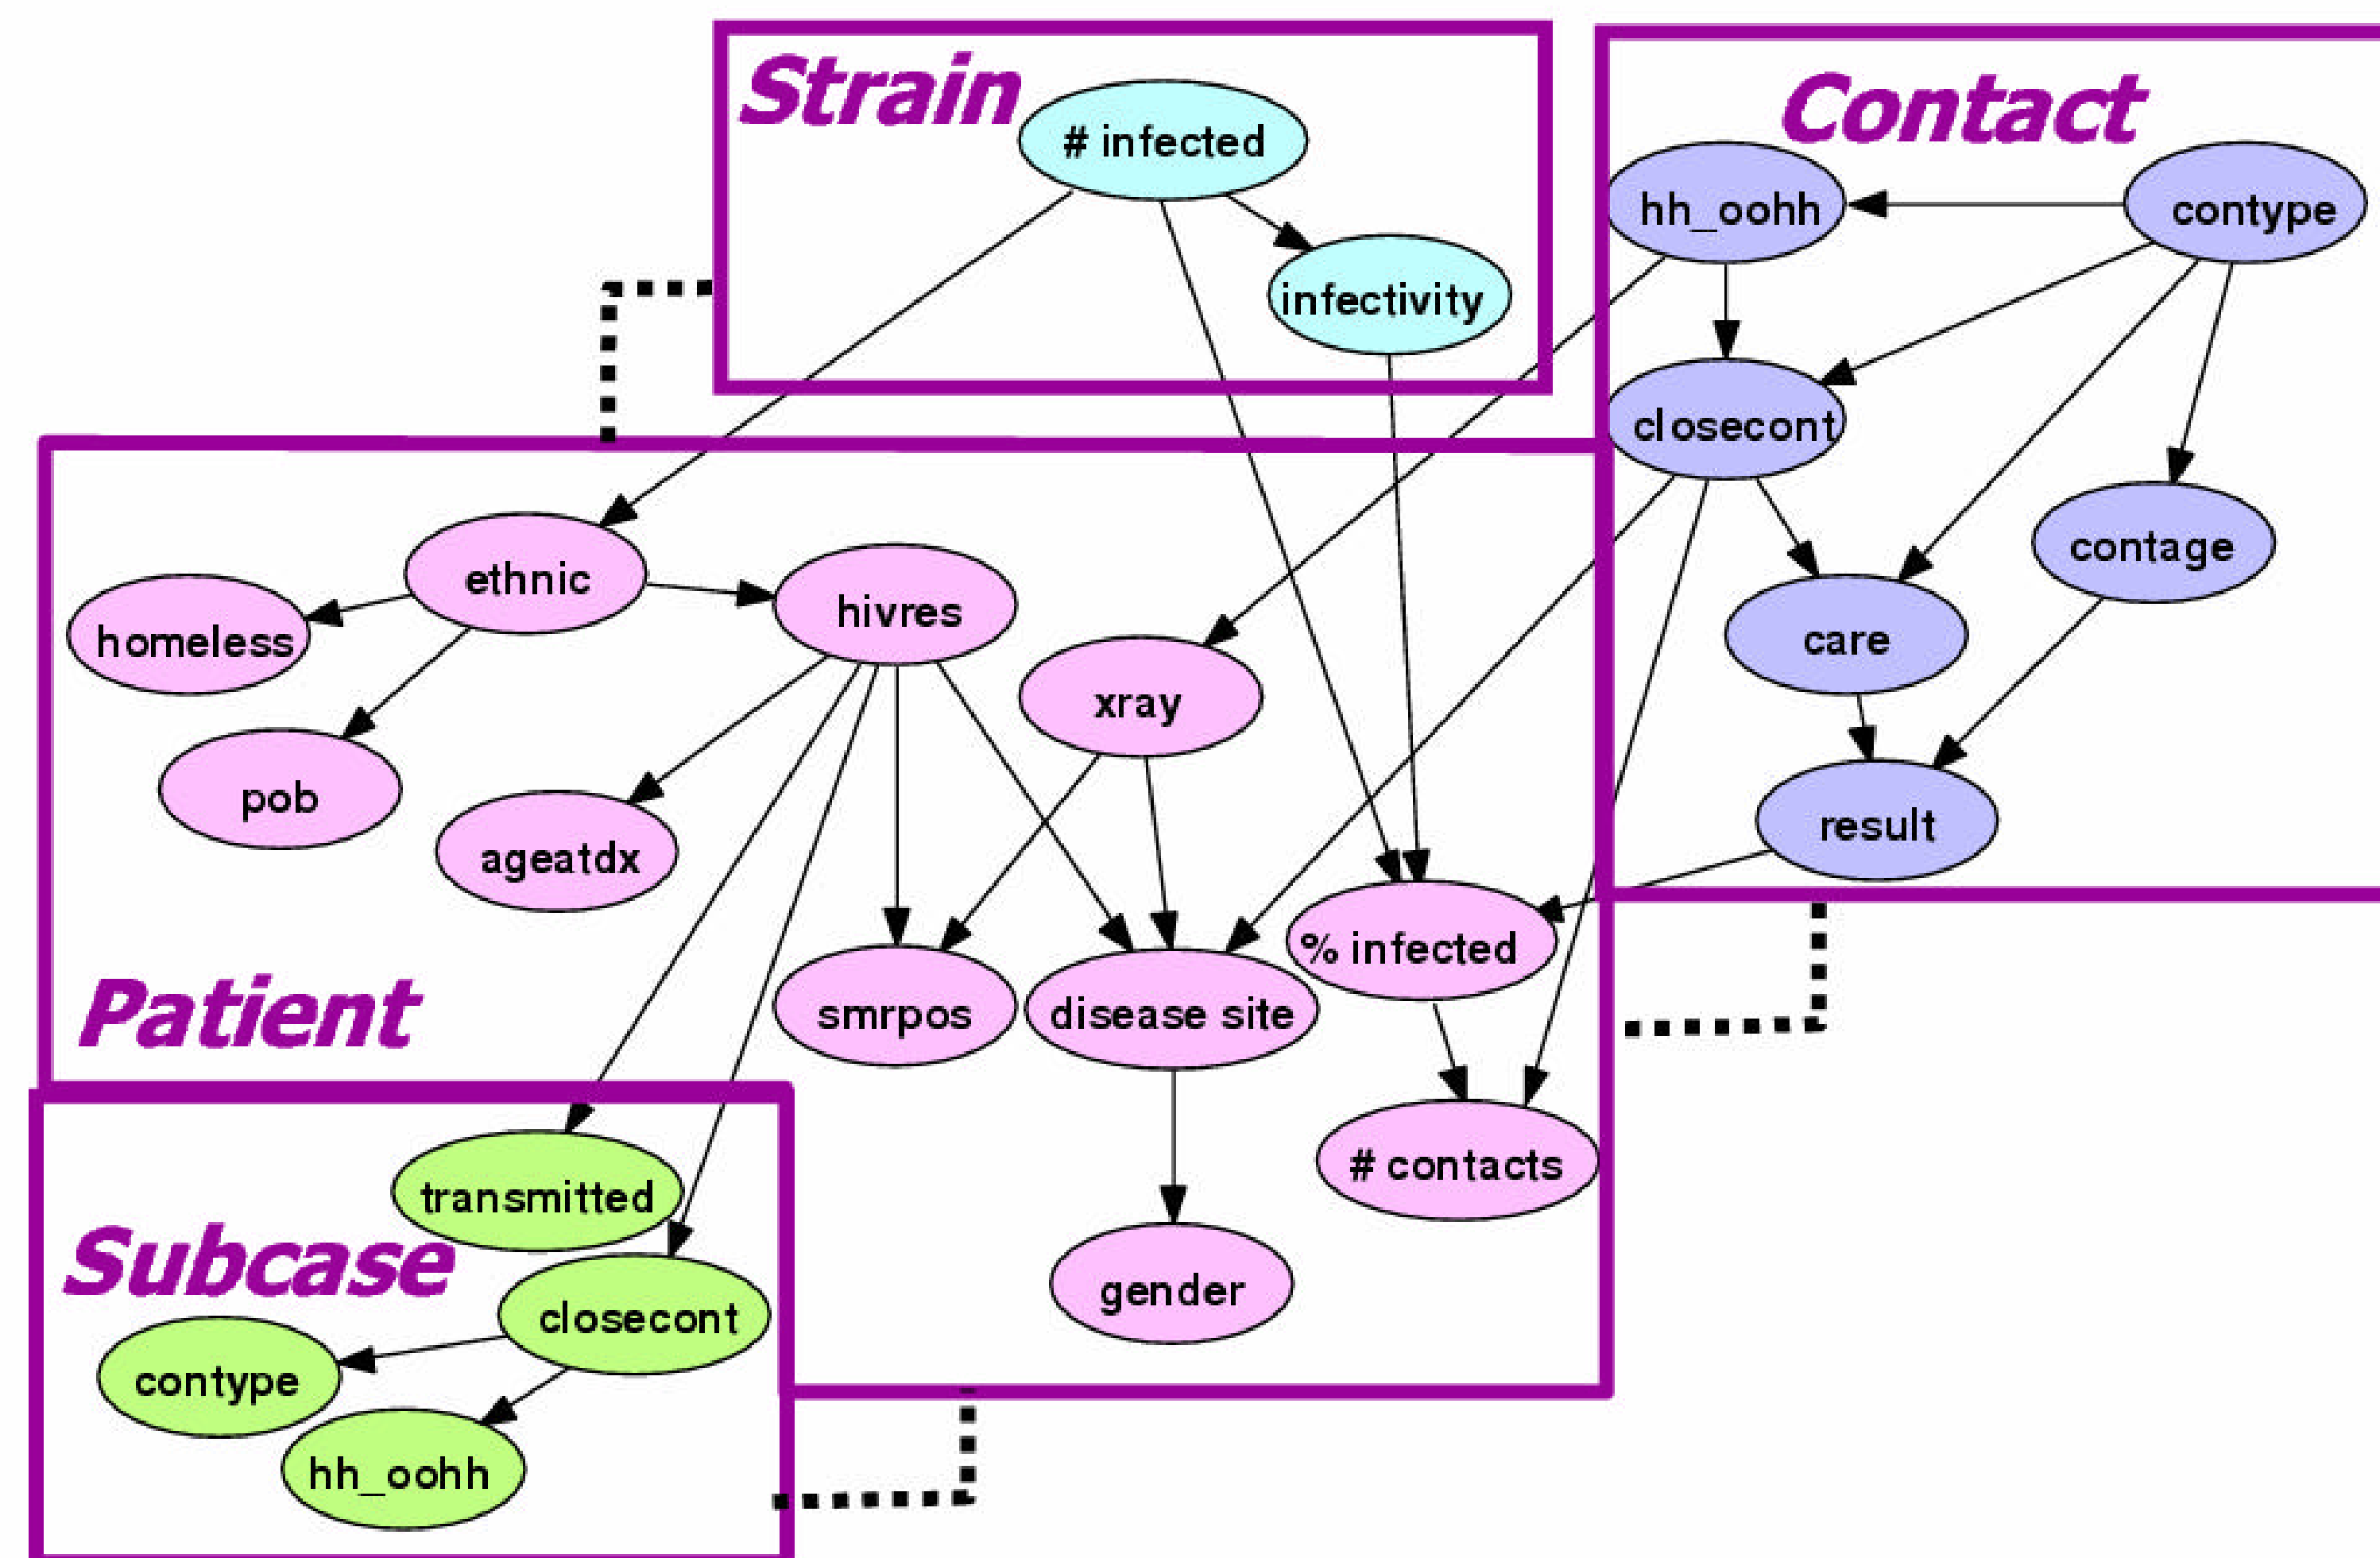 Strain
# infected
infectivity
Contact
hh_oohh
contype
closecont
contage
care
result
ethnic
hivres
homeless
xray
pob
ageatdx
% infected
smrpos
disease site
Patient
# contacts
gender
transmitted
Subcase
closecont
contype
hh_oohh